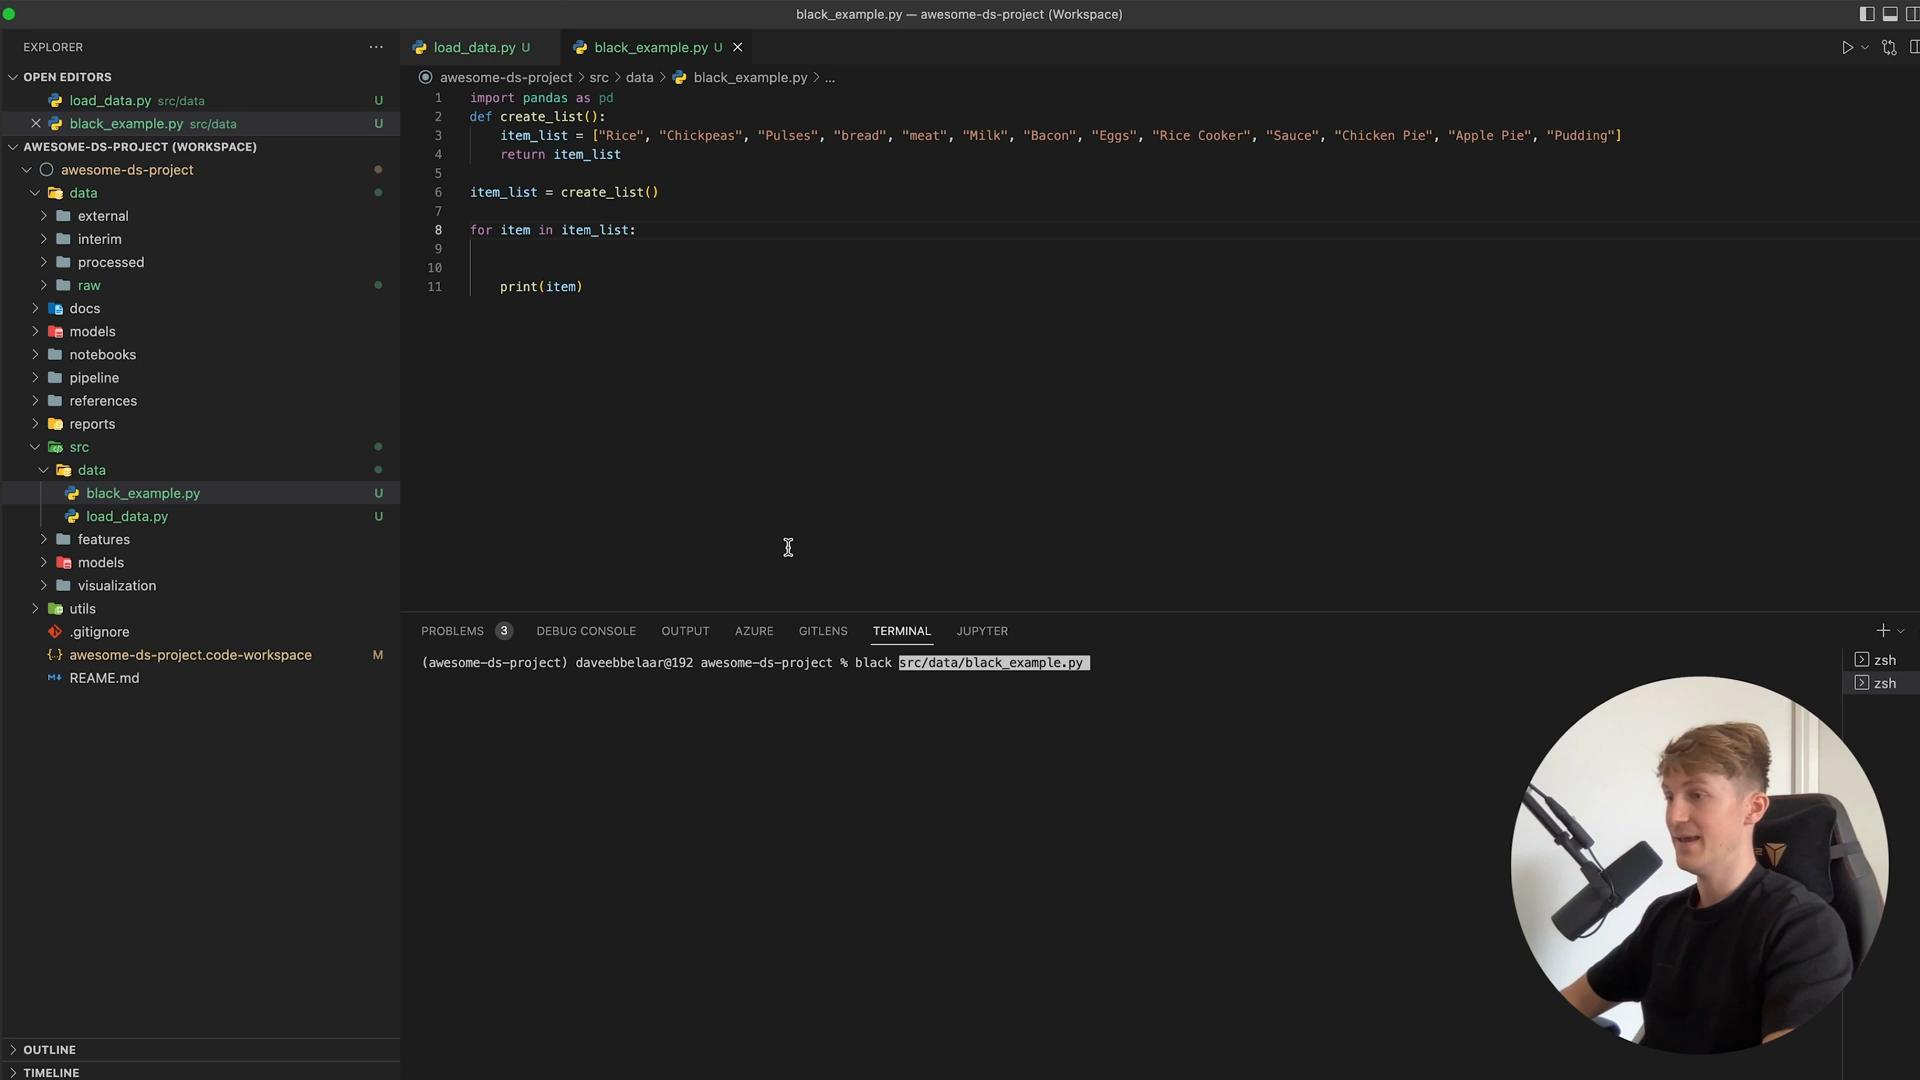 black_example.py — awesome-ds-project (Workspace)
EXPLORER
OPEN EDITORS
load_data.py src/data U
black_example.py src/data U
AWESOME-DS-PROJECT (WORKSPACE)
awesome-ds-project
data
external
interim
processed
raw
docs
models
notebooks
pipeline
references
reports
src
data
black_example.py U
load_data.py U
features
models
visualization
utils
.gitignore
awesome-ds-project.code-workspace M
REAME.md
OUTLINE
TIMELINE
load_data.py U black_example.py U
awesome-ds-project > src > data > black_example.py > ...
1 import pandas as pd
2 def create_list():
3 item_list = ["Rice", "Chickpeas", "Pulses", "bread", "meat", "Milk", "Bacon", "Eggs", "Rice Cooker", "Sauce", "Chicken Pie", "Apple Pie", "Pudding"]
4 return item_list
5
6 item_list = create_list()
7
8 for item in item_list:
9
10
11 print(item)
PROBLEMS 3 DEBUG CONSOLE OUTPUT AZURE GITLENS TERMINAL JUPYTER
(awesome-ds-project) daveebbelaar@192 awesome-ds-project % black src/data/black_example.py
zsh
zsh